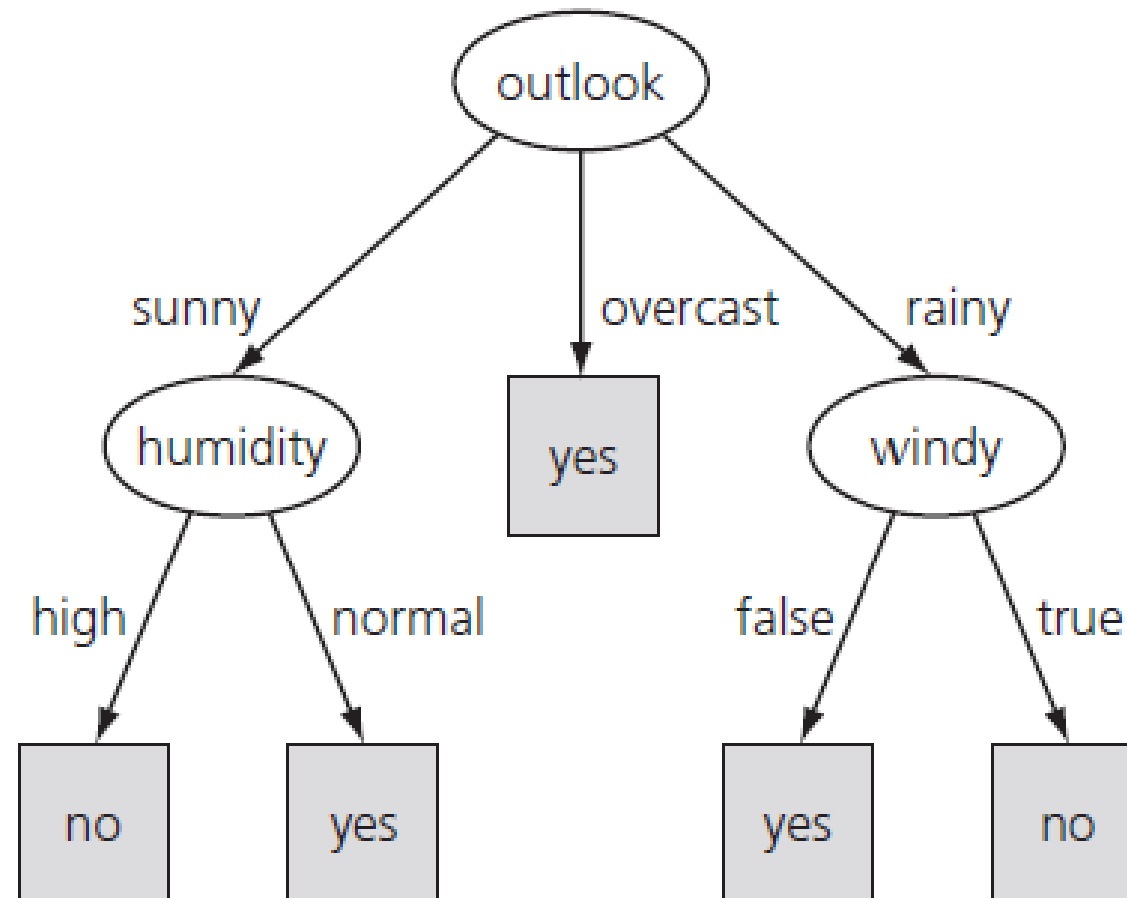 outlook
sunny overcast rainy
humidity yes windy
high normal false true
no yes yes no